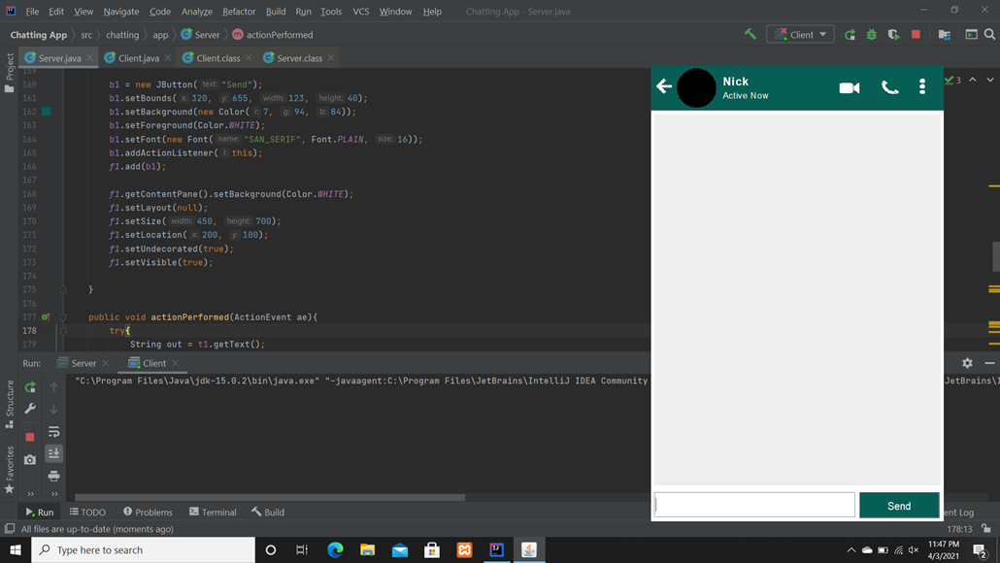 File Edit View Navigate Code Analyze Refactor Build Run Tools VCS Window Help Chatting App - Server.java
Chatting App src chatting app Server actionPerformed Client
Server.java Client.java Client.class Server.class
Project
159
160 b1 = new JButton( text: "Send");
161 b1.setBounds( x: 320, y: 655, width: 123, height: 40);
162 b1.setBackground(new Color( r: 7, g: 94, b: 84));
163 b1.setForeground(Color.WHITE);
164 b1.setFont(new Font( name: "SAN_SERIF", Font.PLAIN, size: 16));
165 b1.addActionListener( l: this);
166 f1.add(b1);
167
168 f1.getContentPane().setBackground(Color.WHITE);
169 f1.setLayout(null);
170 f1.setSize( width: 450, height: 700);
171 f1.setLocation( x: 200, y: 100);
172 f1.setUndecorated(true);
173 f1.setVisible(true);
174
175 }
176
177 public void actionPerformed(ActionEvent ae){
178 try{
179 String out = t1.getText();
3
Nick
Active Now
Send
Run: Server Client
"C:\Program Files\Java\jdk-15.0.2\bin\java.exe" "-javaagent:C:\Program Files\JetBrains\IntelliJ IDEA Community
Structure
Favorites
Run TODO Problems Terminal Build
All files are up-to-date (moments ago) 178:13
Type here to search
11:47 PM
4/3/2021
2